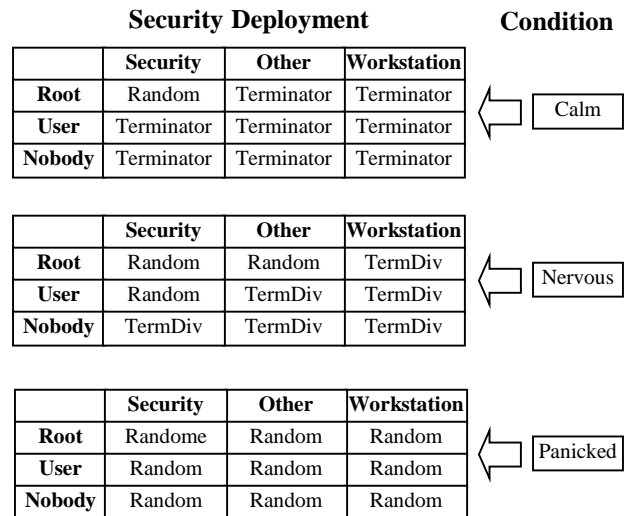 Security Deployment Condition
Security Other Workstation
Root Random Terminator Terminator
Calm
User Terminator Terminator Terminator
Nobody Terminator Terminator Terminator
Security Other Workstation
Root Random Random TermDiv
Nervous
User Random TermDiv TermDiv
Nobody TermDiv TermDiv TermDiv
Security Other Workstation
Root Randome Random Random
Panicked
User Random Random Random
Nobody Random Random Random